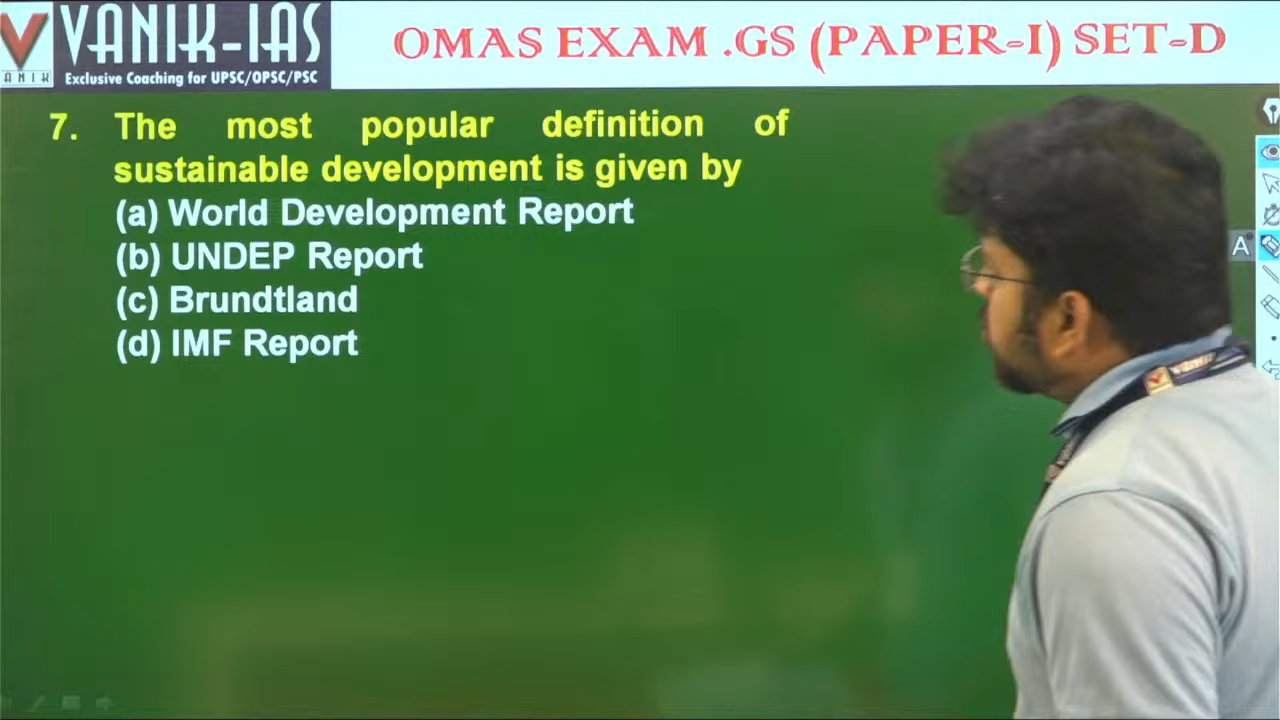 VANIK-IAS
VANIK
Exclusive Coaching for UPSC/OPSC/PSC
OMAS EXAM .GS (PAPER-I) SET-D
7. The most popular definition of
sustainable development is given by
(a) World Development Report
(b) UNDEP Report
(c) Brundtland
(d) IMF Report
A
VANIK